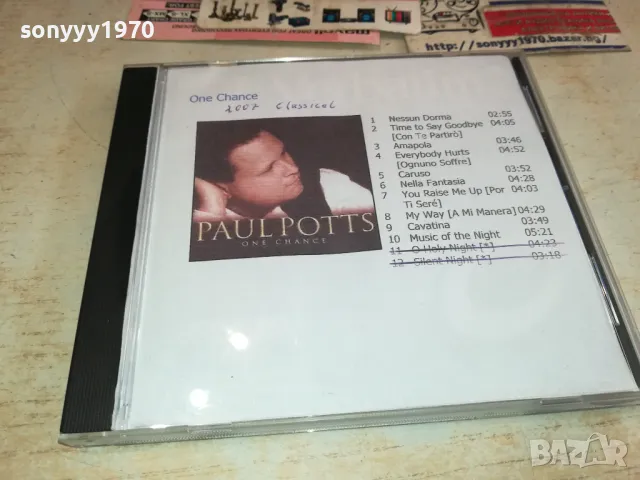 sonyyy1970
http://sonyyy1970.bazar.bg/
One Chance
2007 Classical
PAUL POTTS
ONE CHANCE
1 Nessun Dorma 02:55
2 Time to Say Goodbye 04:05
[Con Te Partirò]
3 Amapola 03:46
4 Everybody Hurts 04:52
[Ognuno Soffre]
5 Caruso 03:52
6 Nella Fantasia 04:28
7 You Raise Me Up [Por 04:03
Ti Seré]
8 My Way [A Mi Manera] 04:29
9 Cavatina 03:49
10 Music of the Night 05:21
11 O Holy Night [*] 04:23
12 Silent Night [*] 03:18
sonyyy1970
BAZAR.bg